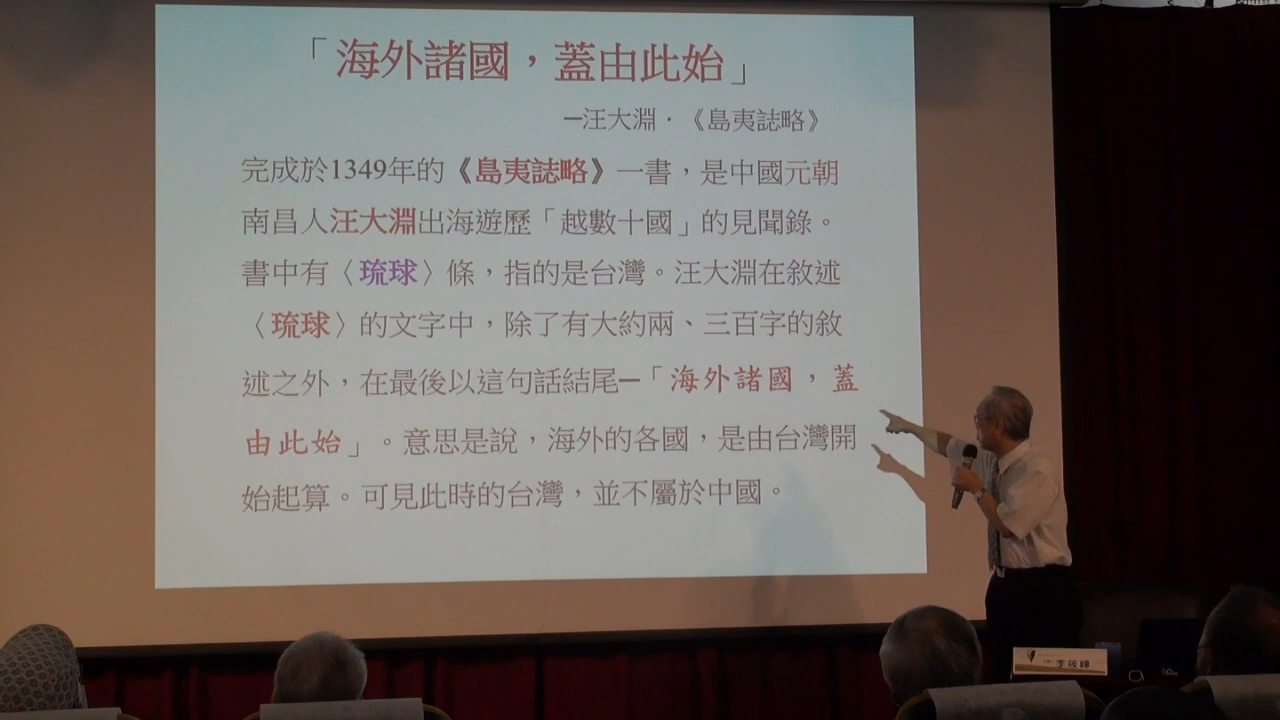 「海外諸國，蓋由此始」
─汪大淵．《島夷誌略》
完成於1349年的《島夷誌略》一書，是中國元朝
南昌人汪大淵出海遊歷「越數十國」的見聞錄。
書中有〈琉球〉條，指的是台灣。汪大淵在敘述
〈琉球〉的文字中，除了有大約兩、三百字的敘
述之外，在最後以這句話結尾─「海外諸國，蓋
由此始」。意思是說，海外的各國，是由台灣開
始起算。可見此時的台灣，並不屬於中國。
李筱峰